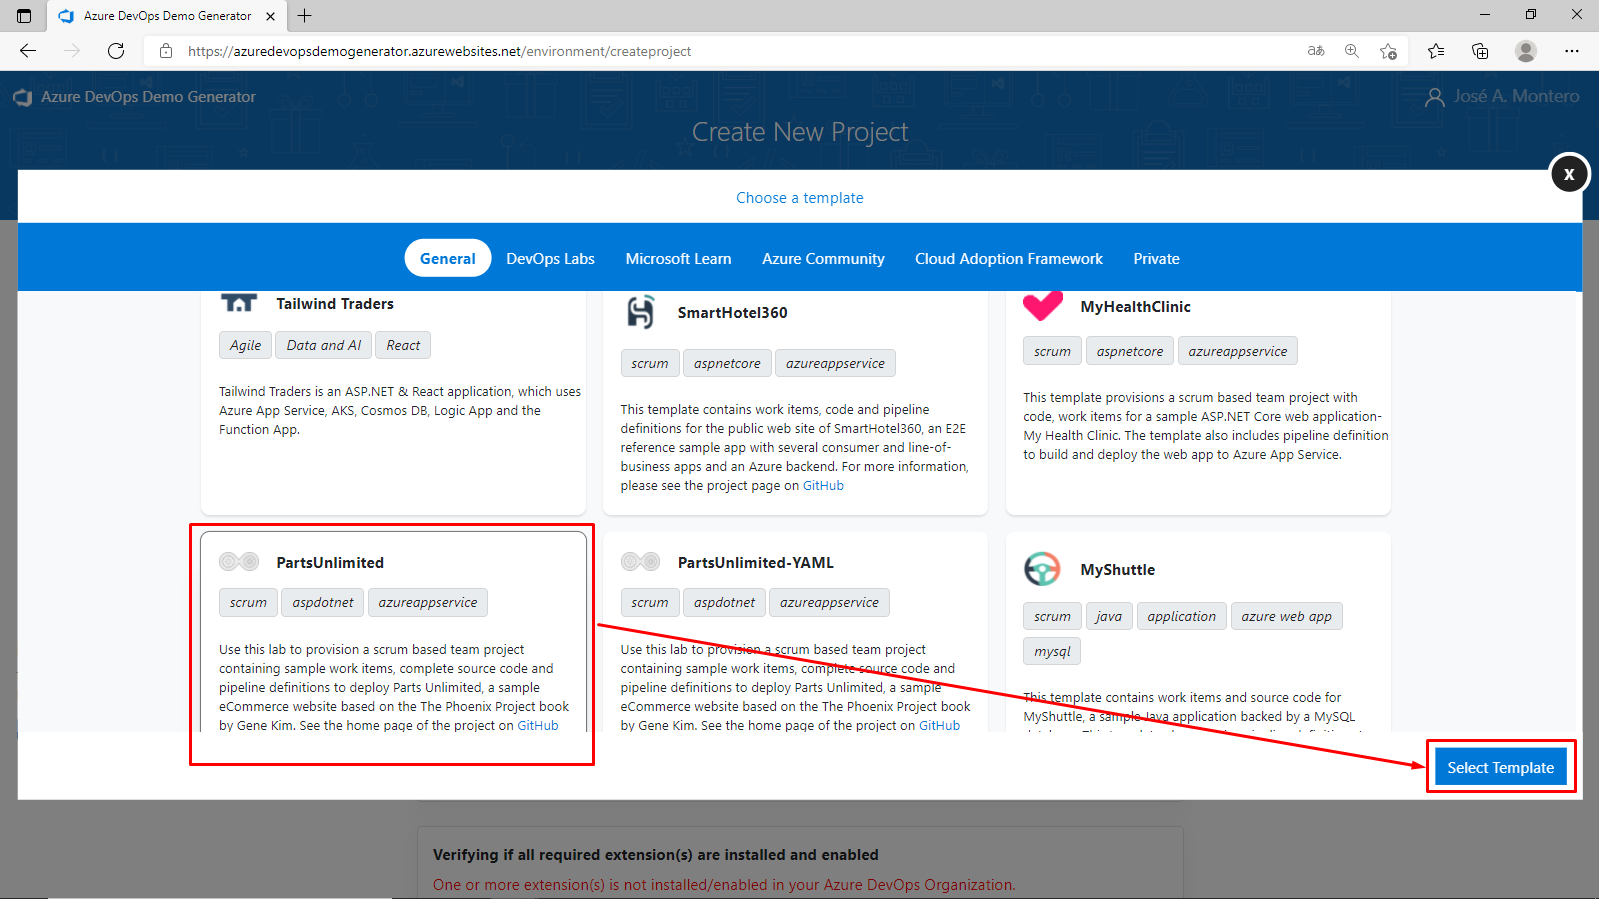 Azure DevOps Demo Generator
https://azuredevopsdemogenerator.azurewebsites.net/environment/createproject
aあ
Azure DevOps Demo Generator
José A. Montero
Create New Project
X
Choose a template
General DevOps Labs Microsoft Learn Azure Community Cloud Adoption Framework Private
Tailwind Traders
Agile Data and AI React
Tailwind Traders is an ASP.NET & React application, which uses
Azure App Service, AKS, Cosmos DB, Logic App and the
Function App.
SmartHotel360
scrum aspnetcore azureappservice
This template contains work items, code and pipeline
definitions for the public web site of SmartHotel360, an E2E
reference sample app with several consumer and line-of-
business apps and an Azure backend. For more information,
please see the project page on GitHub
MyHealthClinic
scrum aspnetcore azureappservice
This template provisions a scrum based team project with
code, work items for a sample ASP.NET Core web application-
My Health Clinic. The template also includes pipeline definition
to build and deploy the web app to Azure App Service.
PartsUnlimited
scrum aspdotnet azureappservice
Use this lab to provision a scrum based team project
containing sample work items, complete source code and
pipeline definitions to deploy Parts Unlimited, a sample
eCommerce website based on the The Phoenix Project book
by Gene Kim. See the home page of the project on GitHub
PartsUnlimited-YAML
scrum aspdotnet azureappservice
Use this lab to provision a scrum based team project
containing sample work items, complete source code and
pipeline definitions to deploy Parts Unlimited, a sample
eCommerce website based on the The Phoenix Project book
by Gene Kim. See the home page of the project on GitHub
MyShuttle
scrum java application azure web app
mysql
This template contains work items and source code for
MyShuttle, a sample Java application backed by a MySQL
Select Template
Verifying if all required extension(s) are installed and enabled
One or more extension(s) is not installed/enabled in your Azure DevOps Organization.